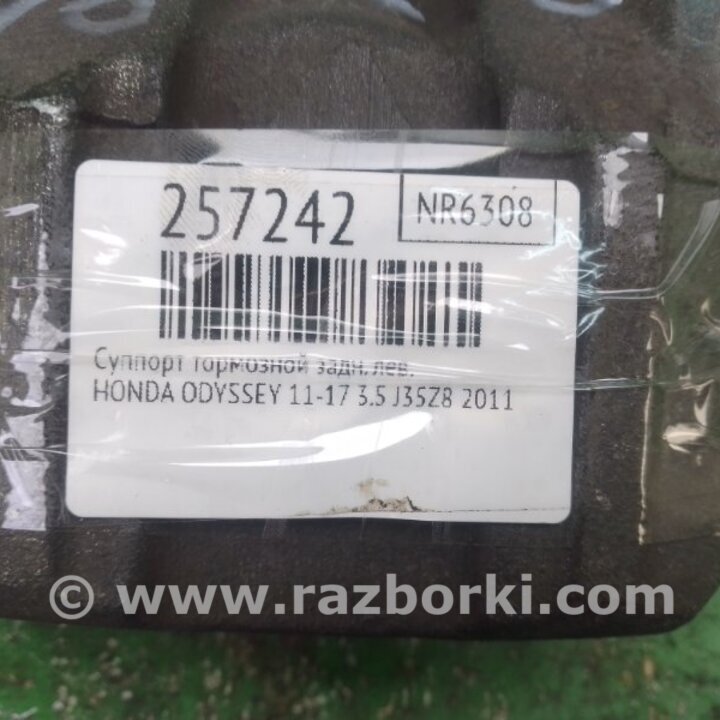 257242
NR6308
Суппорт тормозной задн. лев.
HONDA ODYSSEY 11-17 3.5 J35Z8 2011
© www.razborki.com